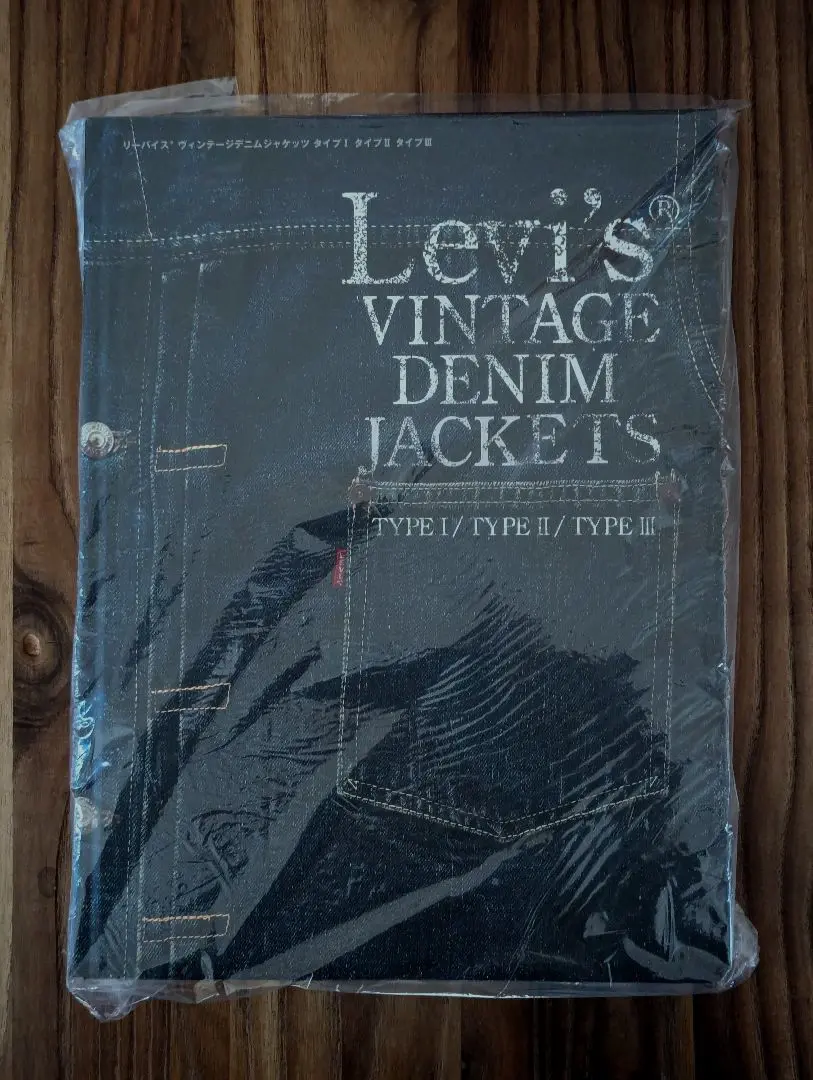 リーバイス® ヴィンテージデニムジャケッツ タイプⅠ タイプⅡ タイプⅢ
Levi's®
VINTAGE
DENIM
JACKETS
TYPE I / TYPE II / TYPE III